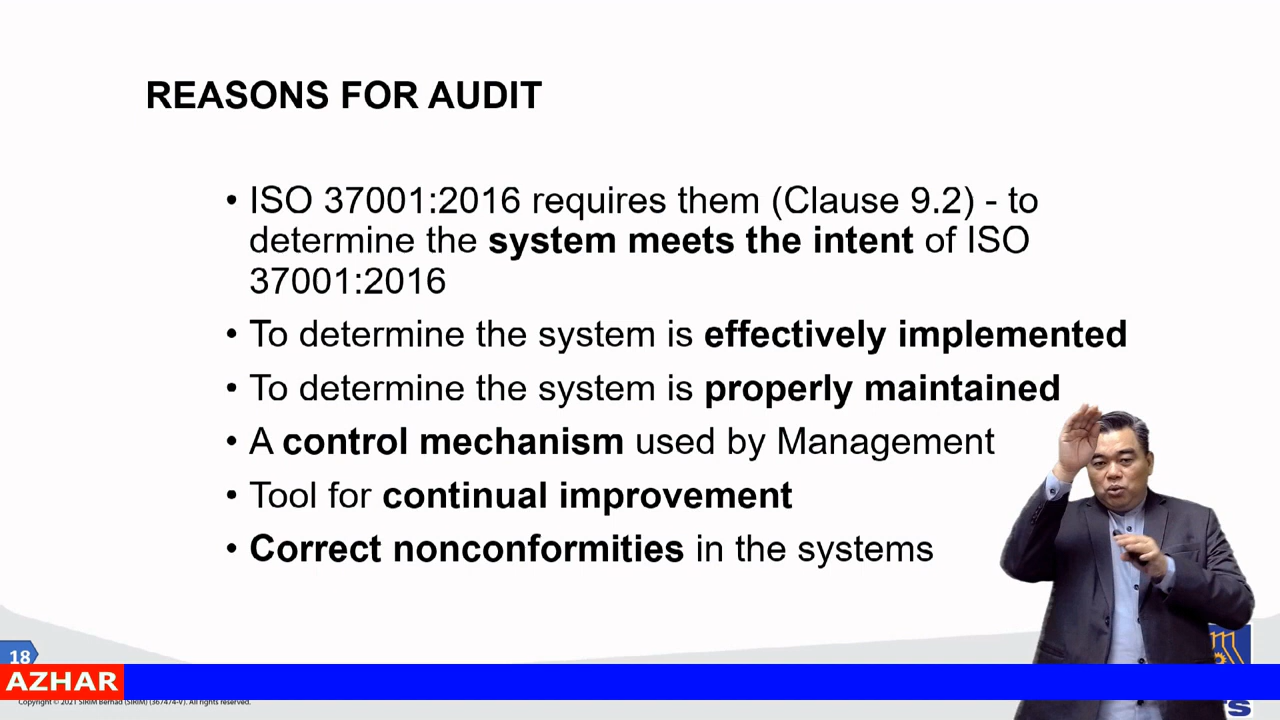 REASONS FOR AUDIT
• ISO 37001:2016 requires them (Clause 9.2) - to
determine the system meets the intent of ISO
37001:2016
• To determine the system is effectively implemented
• To determine the system is properly maintained
• A control mechanism used by Management
• Tool for continual improvement
• Correct nonconformities in the systems
18
AZHAR
Copyright © 2021 SIRIM Berhad (SIRIM) (367474-V). All rights reserved.